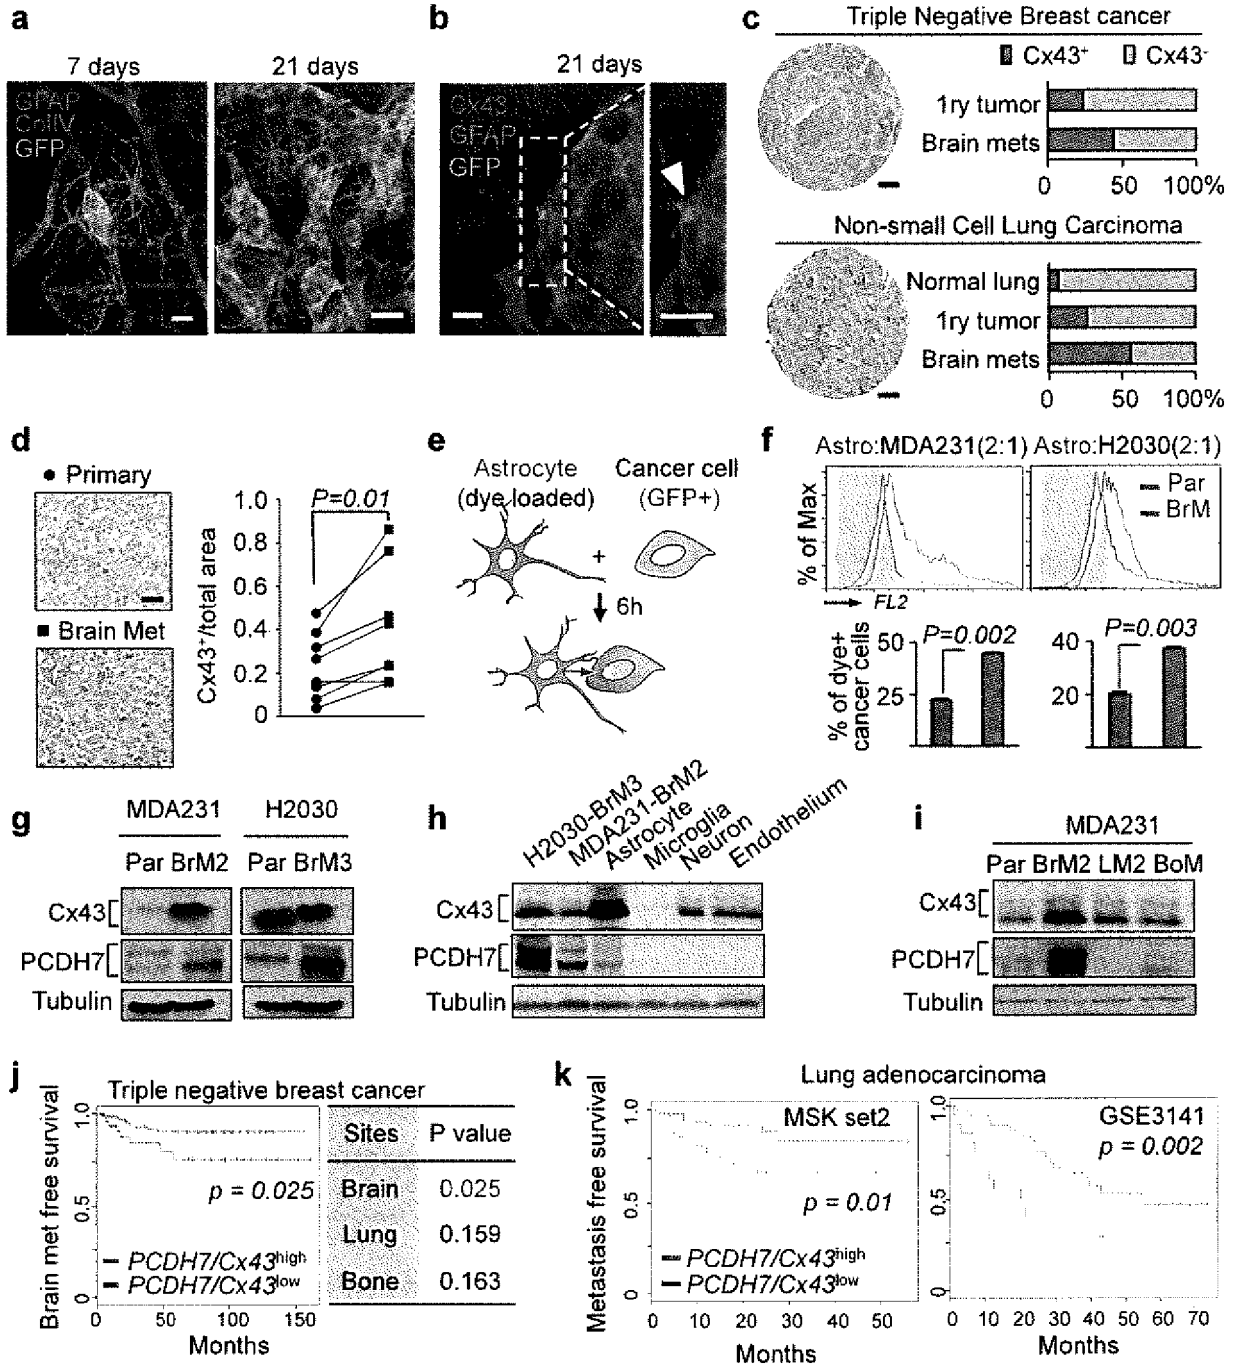 a
7 days
21 days
GFAP
CollV
GFP
b
21 days
Cx43
GFAP
GFP
c
Triple Negative Breast cancer
Cx43+ Cx43-
1ry tumor
Brain mets
0 50 100%
Non-small Cell Lung Carcinoma
Normal lung
1ry tumor
Brain mets
0 50 100%
d
Primary
Brain Met
P=0.01
Cx43+/total area
1.0
0.8
0.6
0.4
0.2
0
e
Astrocyte
(dye loaded)
Cancer cell
(GFP+)
+
6h
f
Astro:MDA231(2:1) Astro:H2030(2:1)
Par
BrM
% of Max
FL2
% of dye+
cancer cells
50
25
P=0.002
40
20
P=0.003
g
MDA231 H2030
Par BrM2 Par BrM3
Cx43
PCDH7
Tubulin
h
H2030-BrM3
MDA231-BrM2
Astrocyte
Microglia
Neuron
Endothelium
Cx43
PCDH7
Tubulin
i
MDA231
Par BrM2 LM2 BoM
Cx43
PCDH7
Tubulin
j
Triple negative breast cancer
Brain met free survival
1.0
0.5
0
p = 0.025
PCDH7/Cx43high
PCDH7/Cx43low
0 50 100 150
Months
Sites P value
Brain 0.025
Lung 0.159
Bone 0.163
k
Lung adenocarcinoma
Metastasis free survival
1.0
0.5
0
MSK set2
p = 0.01
PCDH7/Cx43high
PCDH7/Cx43low
0 10 20 30 40 50
Months
1.0
0.5
0
GSE3141
p = 0.002
0 10 20 30 40 50 60 70
Months